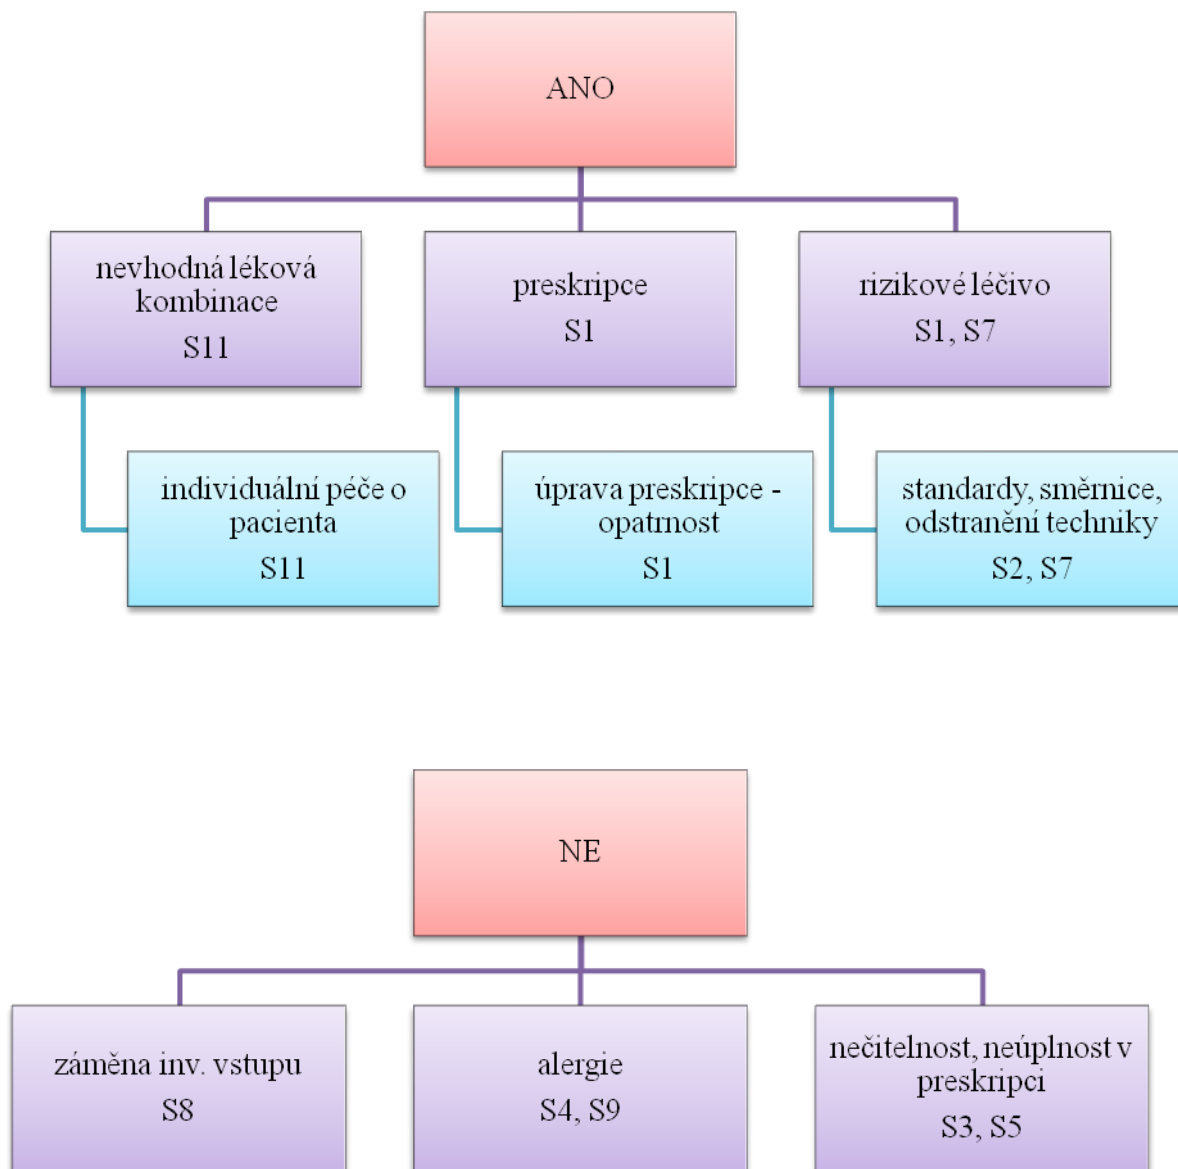 ANO
nevhodná léková
kombinace
S11
preskripce
S1
rizikové léčivo
S1, S7
individuální péče o
pacienta
S11
úprava preskripce -
opatrnost
S1
standardy, směrnice,
odstranění techniky
S2, S7
NE
záměna inv. vstupu
S8
alergie
S4, S9
nečitelnost, neúplnost v
preskripci
S3, S5